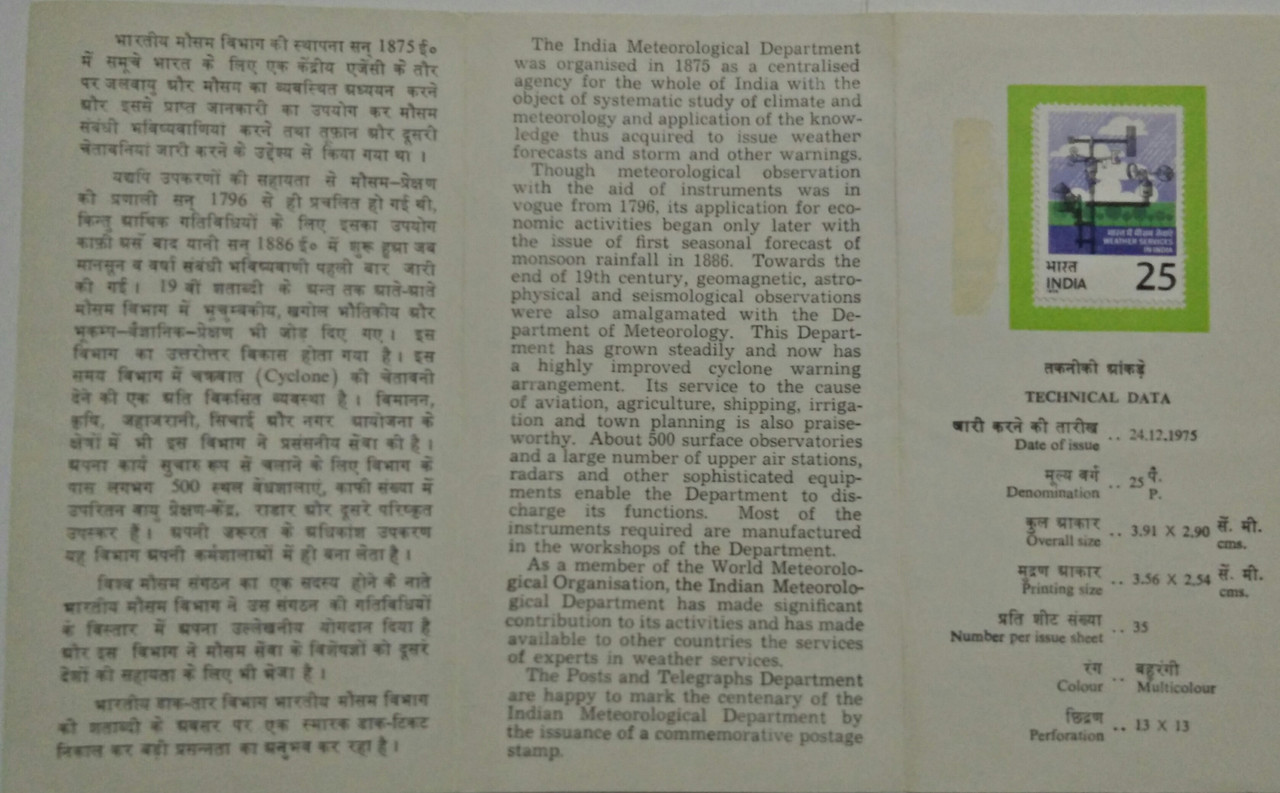 भारतीय मौसम विभाग की स्थापना सन् 1875 ई०
में समूचे भारत के लिए एक केंद्रीय एजेंसी के तौर
पर जलवायु और मौसम का व्यवस्थित अध्ययन करने
और इससे प्राप्त जानकारी का उपयोग कर मौसम
संबंधी भविष्यवाणियां करने तथा तूफ़ान और दूसरी
चेतावनियां जारी करने के उद्देश्य से किया गया था ।
यद्यपि उपकरणों की सहायता से मौसम-प्रेक्षण
की प्रणाली सन् 1796 से ही प्रचलित हो गई थी,
किन्तु आर्थिक गतिविधियों के लिए इसका उपयोग
काफ़ी अर्से बाद यानी सन् 1886 ई० में शुरू हुआ जब
मानसून व वर्षा संबंधी भविष्यवाणी पहली बार जारी
की गई । 19 वीं शताब्दी के अन्त तक आते-आते
मौसम विभाग में भूचुम्बकीय, खगोल भौतिकीय और
भूकम्प-वैज्ञानिक-प्रेक्षण भी जोड़ दिए गए । इस
विभाग का उत्तरोत्तर विकास होता गया है । इस
समय विभाग में चक्रवात (Cyclone) की चेतावनी
देने की एक अति विकसित व्यवस्था है । विमानन,
कृषि, जहाजरानी, सिंचाई और नगर आयोजना के
क्षेत्रों में भी इस विभाग ने प्रसंसनीय सेवा की है ।
अपना कार्य सुचारु रूप से चलाने के लिए विभाग के
पास लगभग 500 स्थल वेधशालाएं, काफी संख्या में
उपरितन वायु प्रेक्षण-केंद्र, राडार और दूसरे परिष्कृत
उपस्कर हैं । अपनी जरूरत के अधिकांश उपकरण
यह विभाग अपनी कर्मशालाओं में ही बना लेता है ।
विश्व मौसम संगठन का एक सदस्य होने के नाते
भारतीय मौसम विभाग ने उस संगठन की गतिविधियों
के विस्तार में अपना उल्लेखनीय योगदान दिया है
और इस विभाग ने मौसम सेवा के विशेषज्ञों को दूसरे
देशों की सहायता के लिए भी भेजा है ।
भारतीय डाक-तार विभाग भारतीय मौसम विभाग
की शताब्दी के अवसर पर एक स्मारक डाक-टिकट
निकाल कर बड़ी प्रसन्नता का अनुभव कर रहा है ।
The India Meteorological Department
was organised in 1875 as a centralised
agency for the whole of India with the
object of systematic study of climate and
meteorology and application of the know-
ledge thus acquired to issue weather
forecasts and storm and other warnings.
Though meteorological observation
with the aid of instruments was in
vogue from 1796, its application for eco-
nomic activities began only later with
the issue of first seasonal forecast of
monsoon rainfall in 1886. Towards the
end of 19th century, geomagnetic, astro-
physical and seismological observations
were also amalgamated with the De-
partment of Meteorology. This Depart-
ment has grown steadily and now has
a highly improved cyclone warning
arrangement. Its service to the cause
of aviation, agriculture, shipping, irriga-
tion and town planning is also praise-
worthy. About 500 surface observatories
and a large number of upper air stations,
radars and other sophisticated equip-
ments enable the Department to dis-
charge its functions. Most of the
instruments required are manufactured
in the workshops of the Department.
As a member of the World Meteorolo-
gical Organisation, the Indian Meteorolo-
gical Department has made significant
contribution to its activities and has made
available to other countries the services
of experts in weather services.
The Posts and Telegraphs Department
are happy to mark the centenary of the
Indian Meteorological Department by
the issuance of a commemorative postage
stamp.
भारत में मौसम सेवायें
WEATHER SERVICES
IN INDIA
भारत
INDIA 25
तकनीकी आंकड़े
TECHNICAL DATA
जारी करने की तारीख
Date of issue .. 24.12.1975
मूल्य वर्ग .. 25 पै.
Denomination P.
कुल आकार .. 3.91 X 2.90 सें. मी.
Overall size cms.
मुद्रण आकार .. 3.56 X 2.54 सें. मी.
Printing size cms.
प्रति शीट संख्या .. 35
Number per issue sheet
रंग .. बहुरंगी
Colour Multicolour
छिद्रण .. 13 X 13
Perforation